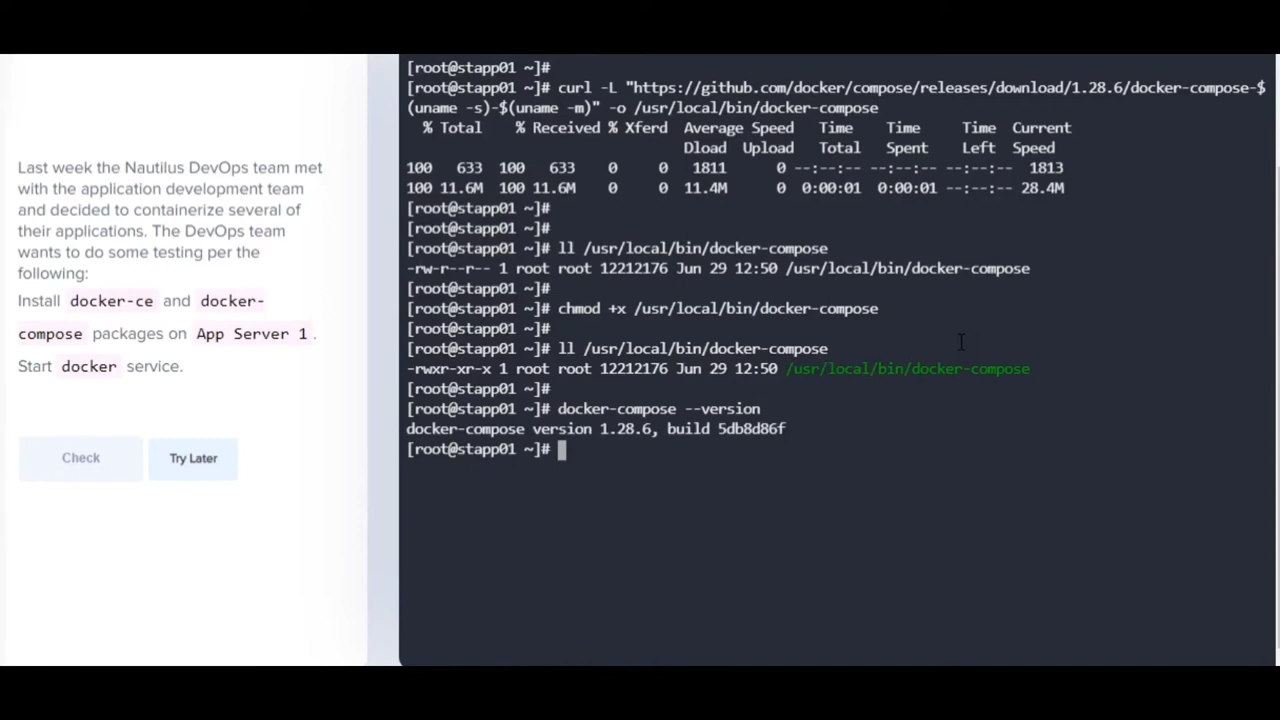 Last week the Nautilus DevOps team met
with the application development team
and decided to containerize several of
their applications. The DevOps team
wants to do some testing per the
following:
Install docker-ce and docker-
compose packages on App Server 1.
Start docker service.
Check Try Later
[root@stapp01 ~]#
[root@stapp01 ~]# curl -L "https://github.com/docker/compose/releases/download/1.28.6/docker-compose-$
(uname -s)-$(uname -m)" -o /usr/local/bin/docker-compose
% Total % Received % Xferd Average Speed Time Time Time Current
Dload Upload Total Spent Left Speed
100 633 100 633 0 0 1811 0 --:--:-- --:--:-- --:--:-- 1813
100 11.6M 100 11.6M 0 0 11.4M 0 0:00:01 0:00:01 --:--:-- 28.4M
[root@stapp01 ~]#
[root@stapp01 ~]#
[root@stapp01 ~]# ll /usr/local/bin/docker-compose
-rw-r--r-- 1 root root 12212176 Jun 29 12:50 /usr/local/bin/docker-compose
[root@stapp01 ~]#
[root@stapp01 ~]# chmod +x /usr/local/bin/docker-compose
[root@stapp01 ~]#
[root@stapp01 ~]# ll /usr/local/bin/docker-compose
-rwxr-xr-x 1 root root 12212176 Jun 29 12:50 /usr/local/bin/docker-compose
[root@stapp01 ~]#
[root@stapp01 ~]# docker-compose --version
docker-compose version 1.28.6, build 5db8d86f
[root@stapp01 ~]#